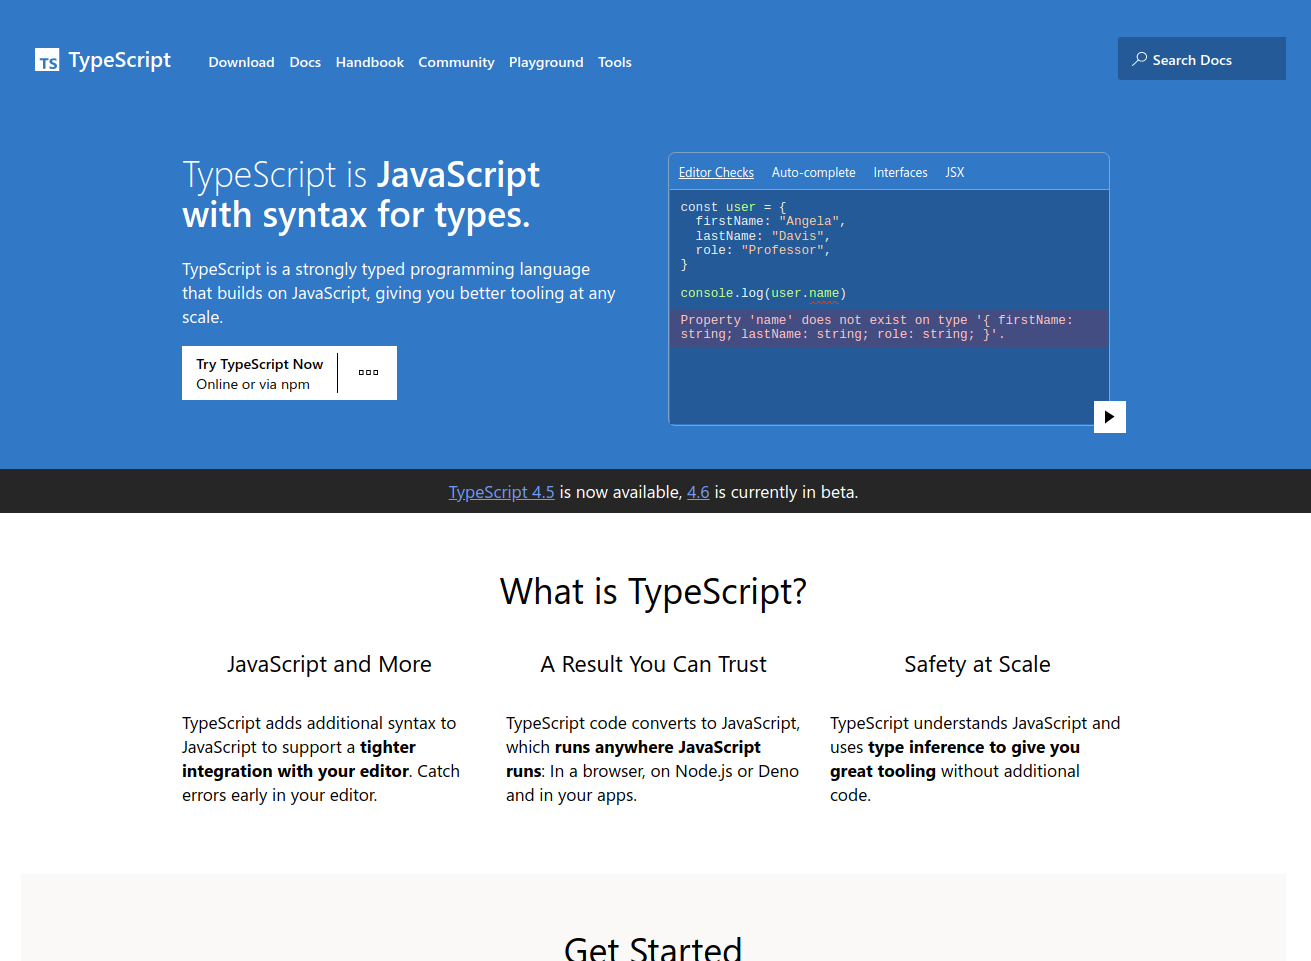 TS TypeScript Download Docs Handbook Community Playground Tools Search Docs
TypeScript is JavaScript
with syntax for types.
TypeScript is a strongly typed programming language
that builds on JavaScript, giving you better tooling at any
scale.
Try TypeScript Now
Online or via npm
Editor Checks Auto-complete Interfaces JSX
const user = {
  firstName: "Angela",
  lastName: "Davis",
  role: "Professor",
}
console.log(user.name)
Property 'name' does not exist on type '{ firstName:
string; lastName: string; role: string; }'.
TypeScript 4.5 is now available, 4.6 is currently in beta.
What is TypeScript?
JavaScript and More
TypeScript adds additional syntax to
JavaScript to support a tighter
integration with your editor. Catch
errors early in your editor.
A Result You Can Trust
TypeScript code converts to JavaScript,
which runs anywhere JavaScript
runs: In a browser, on Node.js or Deno
and in your apps.
Safety at Scale
TypeScript understands JavaScript and
uses type inference to give you
great tooling without additional
code.
Get Started